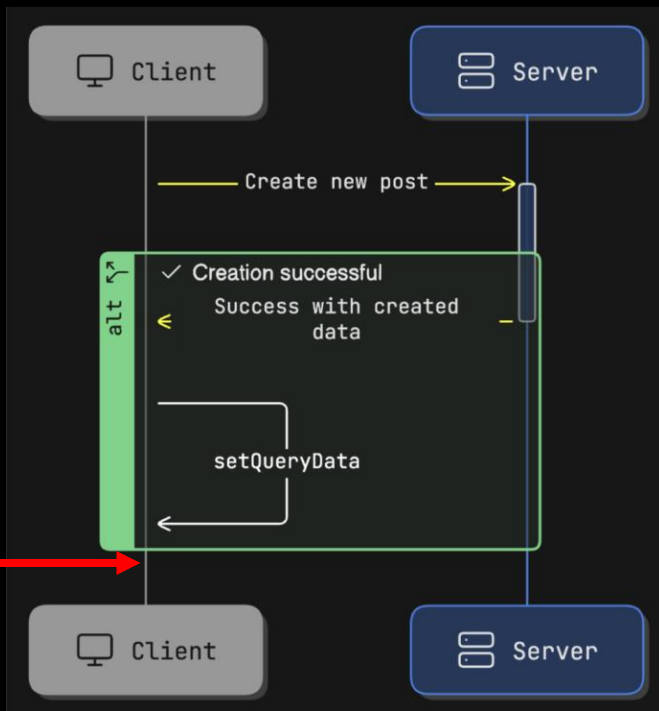 Client
Server
Create new post
alt
✓ Creation successful
Success with created
data
setQueryData
Client
Server